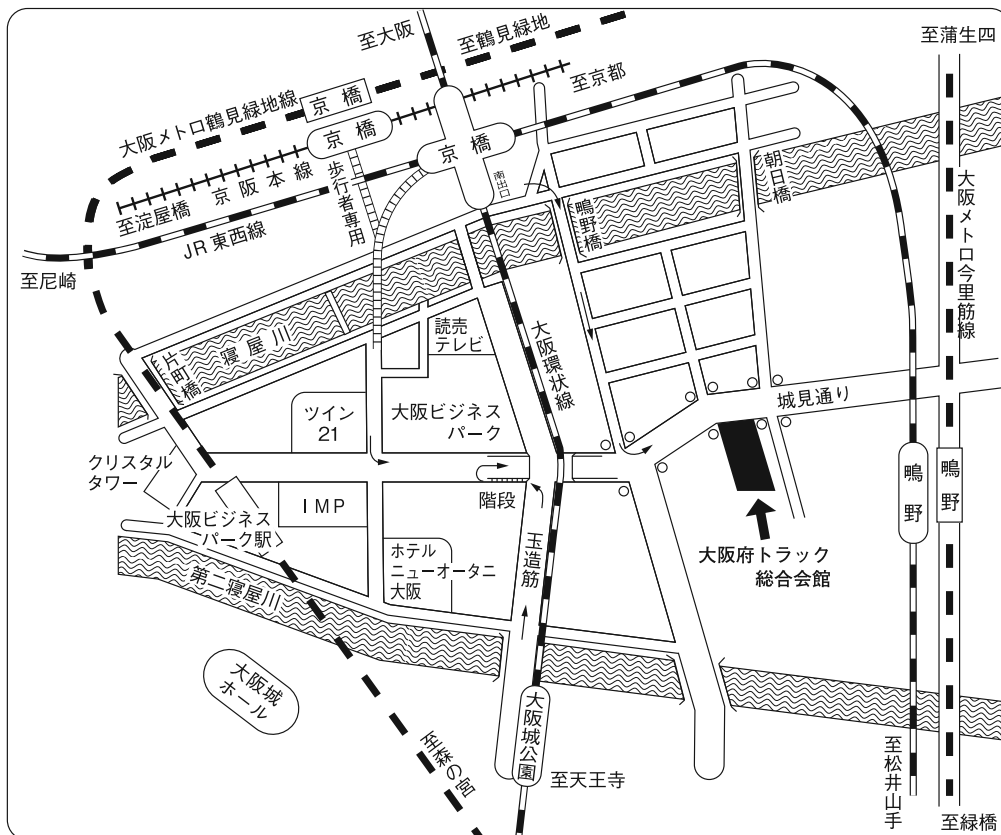 至大阪
至鶴見緑地
至蒲生四
大阪メトロ鶴見緑地線
京橋
至京都
京橋
京橋
至淀屋橋
京阪本線
歩行者専用
南出口
朝日橋
鴫野橋
大阪メトロ今里筋線
JR東西線
至尼崎
片町橋
寝屋川
読売
テレビ
大阪環状線
ツイン
21
大阪ビジネス
パーク
城見通り
クリスタル
タワー
IMP
階段
大阪ビジネス
パーク駅
ホテル
ニューオータニ
大阪
玉造筋
大阪府トラック
総合会館
鴫野
鴫野
第二寝屋川
大阪城
ホール
至森の宮
大阪城公園
至天王寺
至松井山手
至緑橋